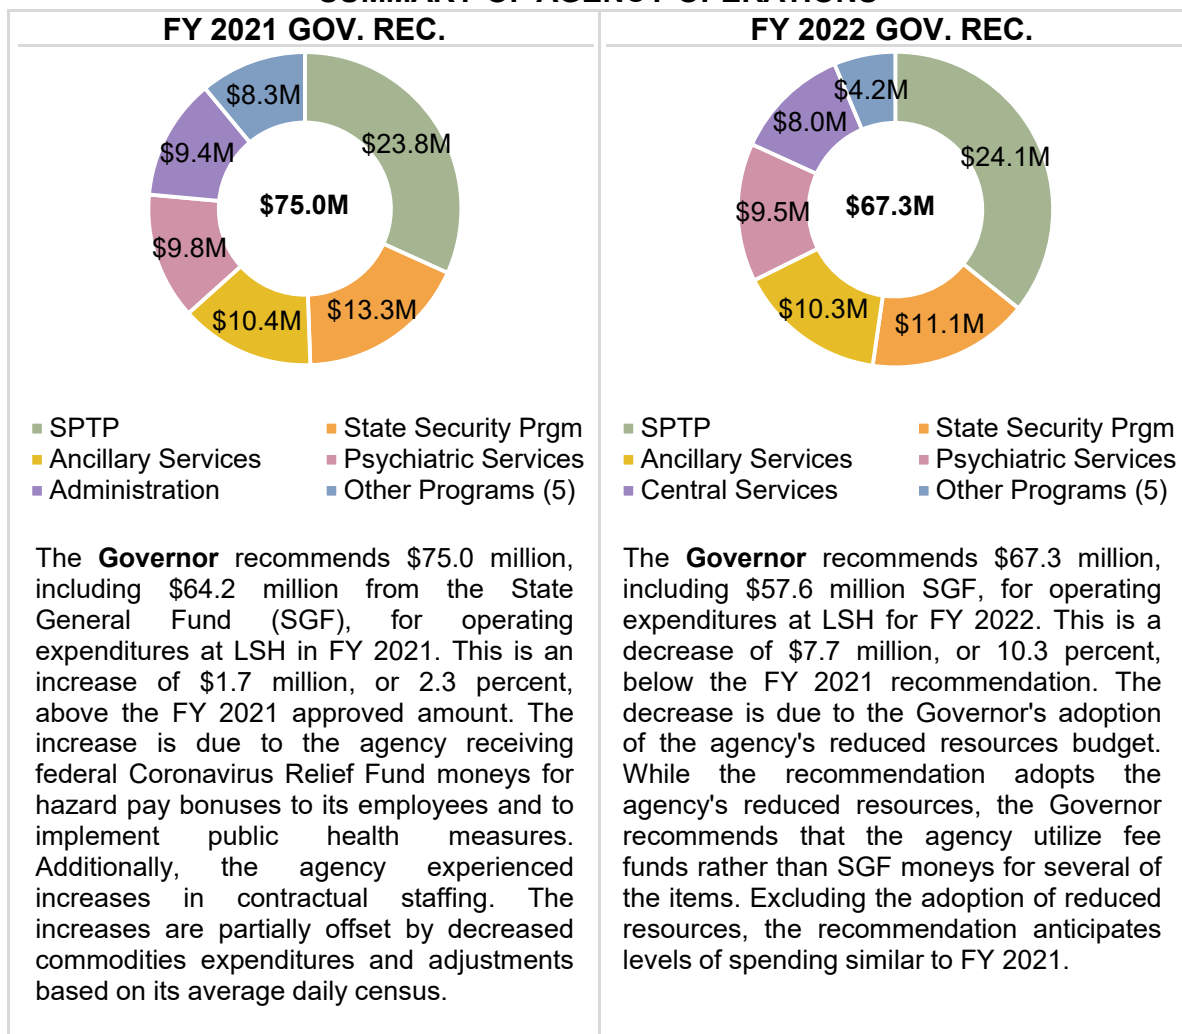 SUMMARY OF AGENCY OPERATIONS
FY 2021 GOV. REC.
$8.3M
$23.8M
$9.4M
$75.0M
$9.8M
$10.4M
$13.3M
SPTP
State Security Prgm
Ancillary Services
Psychiatric Services
Administration
Other Programs (5)
The Governor recommends $75.0 million,
including $64.2 million from the State
General Fund (SGF), for operating
expenditures at LSH in FY 2021. This is an
increase of $1.7 million, or 2.3 percent,
above the FY 2021 approved amount. The
increase is due to the agency receiving
federal Coronavirus Relief Fund moneys for
hazard pay bonuses to its employees and to
implement public health measures.
Additionally, the agency experienced
increases in contractual staffing. The
increases are partially offset by decreased
commodities expenditures and adjustments
based on its average daily census.
FY 2022 GOV. REC.
$4.2M
$8.0M
$24.1M
$9.5M
$67.3M
$10.3M
$11.1M
SPTP
State Security Prgm
Ancillary Services
Psychiatric Services
Central Services
Other Programs (5)
The Governor recommends $67.3 million,
including $57.6 million SGF, for operating
expenditures at LSH for FY 2022. This is a
decrease of $7.7 million, or 10.3 percent,
below the FY 2021 recommendation. The
decrease is due to the Governor's adoption
of the agency's reduced resources budget.
While the recommendation adopts the
agency's reduced resources, the Governor
recommends that the agency utilize fee
funds rather than SGF moneys for several of
the items. Excluding the adoption of reduced
resources, the recommendation anticipates
levels of spending similar to FY 2021.